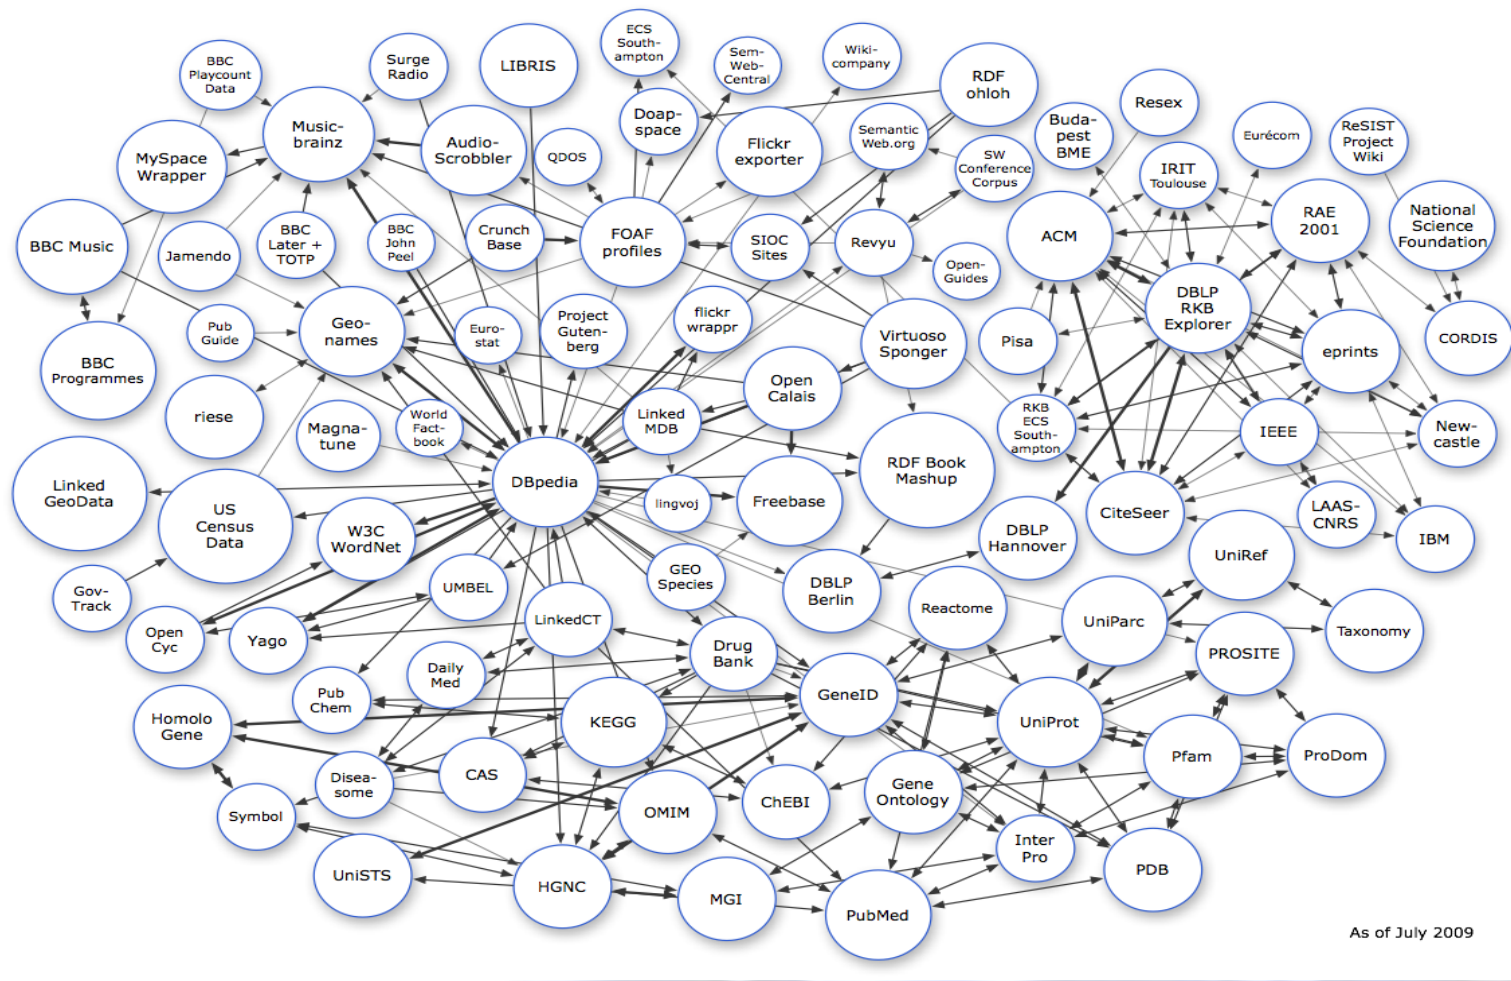 BBC
Playcount
Data
Surge
Radio
LIBRIS
ECS
South-
ampton
Sem-
Web-
Central
Wiki-
company
RDF
ohloh
Resex
MySpace
Wrapper
Music-
brainz
Audio-
Scrobbler
QDOS
Doap-
space
Flickr
exporter
Semantic
Web.org
SW
Conference
Corpus
Buda-
pest
BME
IRIT
Toulouse
Eurécom
ReSIST
Project
Wiki
BBC Music
Jamendo
BBC
Later +
TOTP
BBC
John
Peel
Crunch
Base
FOAF
profiles
SIOC
Sites
Revyu
Open-
Guides
ACM
RAE
2001
National
Science
Foundation
BBC
Programmes
Pub
Guide
Geo-
names
Euro-
stat
Project
Guten-
berg
flickr
wrappr
Virtuoso
Sponger
Pisa
DBLP
RKB
Explorer
eprints
CORDIS
riese
Magna-
tune
World
Fact-
book
Linked
MDB
Open
Calais
RKB
ECS
South-
ampton
IEEE
New-
castle
Linked
GeoData
US
Census
Data
W3C
WordNet
DBpedia
lingvoj
Freebase
RDF Book
Mashup
DBLP
Hannover
CiteSeer
LAAS-
CNRS
IBM
Gov-
Track
Open
Cyc
Yago
UMBEL
LinkedCT
GEO
Species
DBLP
Berlin
Reactome
UniParc
UniRef
Taxonomy
PROSITE
Homolo
Gene
Pub
Chem
Daily
Med
KEGG
Drug
Bank
GeneID
UniProt
Pfam
ProDom
Symbol
Disea-
some
CAS
OMIM
ChEBI
Gene
Ontology
Inter
Pro
PDB
UniSTS
HGNC
MGI
PubMed
As of July 2009